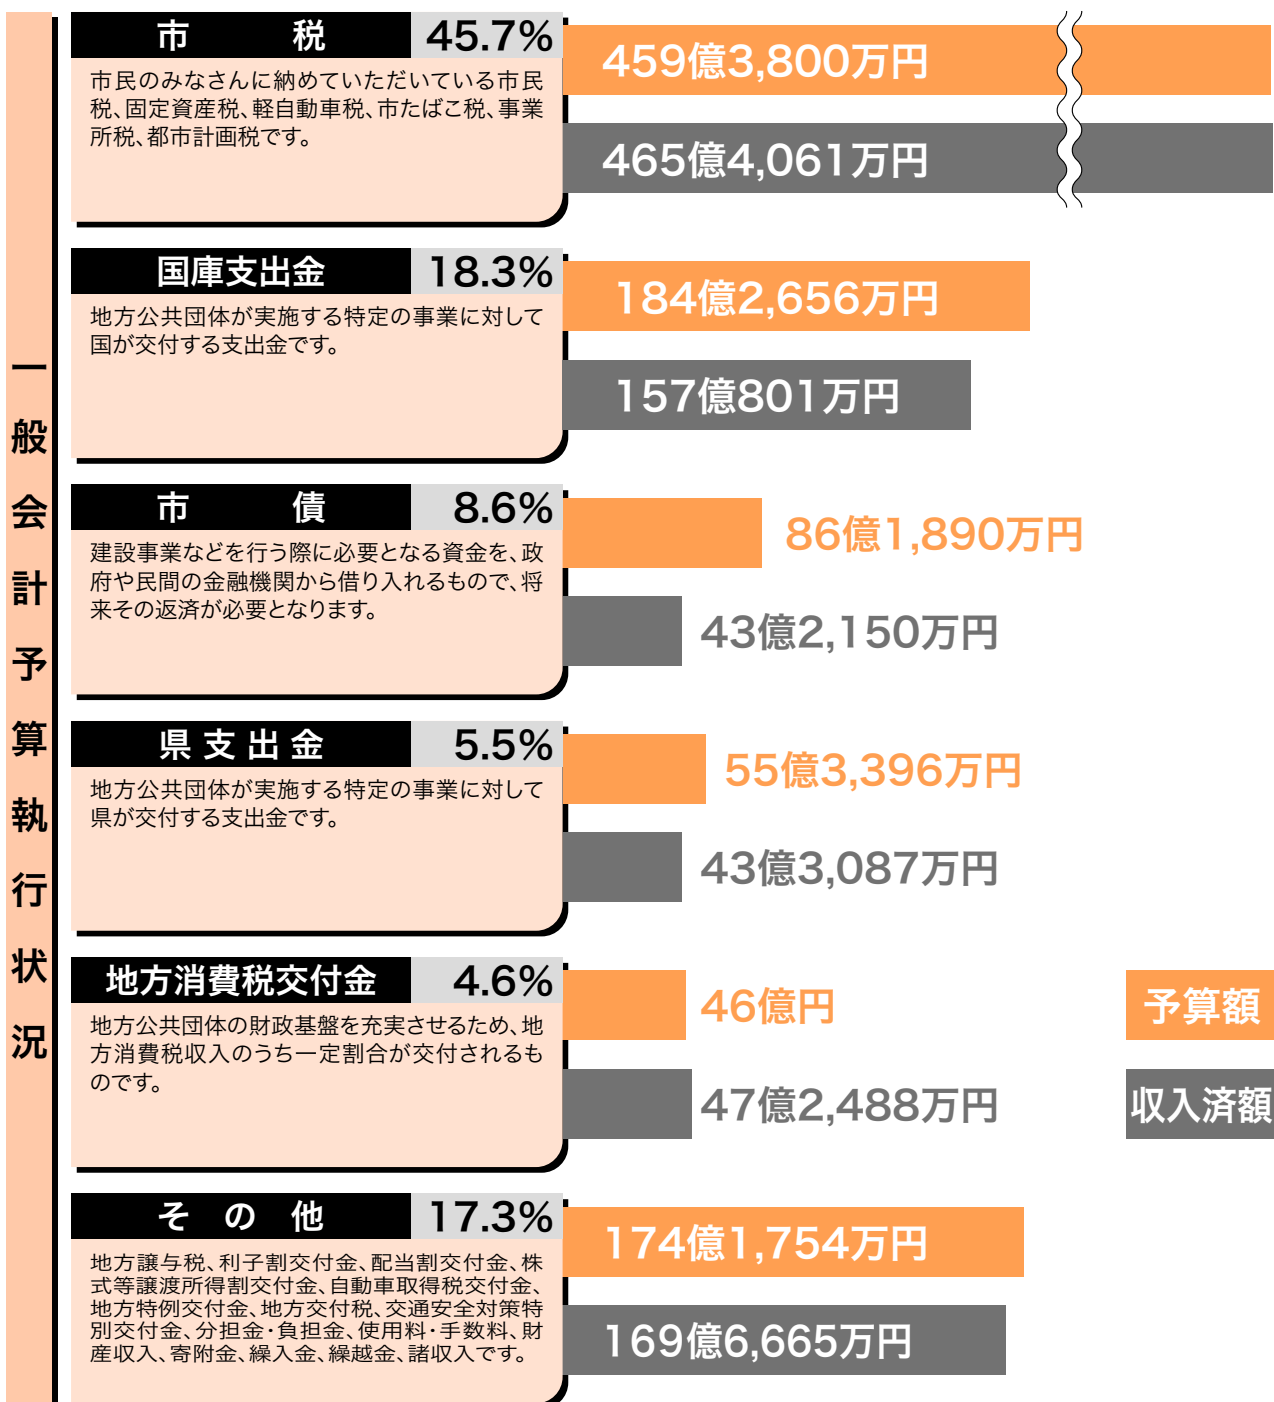 一般会計予算執行状況
市税 45.7%
市民のみなさんに納めていただいている市民
税、固定資産税、軽自動車税、市たばこ税、事業
所税、都市計画税です。
459億3,800万円
465億4,061万円
国庫支出金 18.3%
地方公共団体が実施する特定の事業に対して
国が交付する支出金です。
184億2,656万円
157億801万円
市債 8.6%
建設事業などを行う際に必要となる資金を、政
府や民間の金融機関から借り入れるもので、将
来その返済が必要となります。
86億1,890万円
43億2,150万円
県支出金 5.5%
地方公共団体が実施する特定の事業に対して
県が交付する支出金です。
55億3,396万円
43億3,087万円
地方消費税交付金 4.6%
地方公共団体の財政基盤を充実させるため、地
方消費税収入のうち一定割合が交付されるも
のです。
46億円
47億2,488万円
予算額
収入済額
その他 17.3%
地方譲与税、利子割交付金、配当割交付金、株
式等譲渡所得割交付金、自動車取得税交付金、
地方特例交付金、地方交付税、交通安全対策特
別交付金、分担金・負担金、使用料・手数料、財
産収入、寄附金、繰入金、繰越金、諸収入です。
174億1,754万円
169億6,665万円